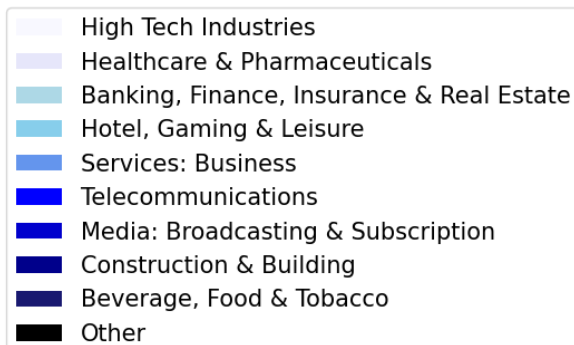 High Tech Industries
Healthcare & Pharmaceuticals
Banking, Finance, Insurance & Real Estate
Hotel, Gaming & Leisure
Services: Business
Telecommunications
Media: Broadcasting & Subscription
Construction & Building
Beverage, Food & Tobacco
Other